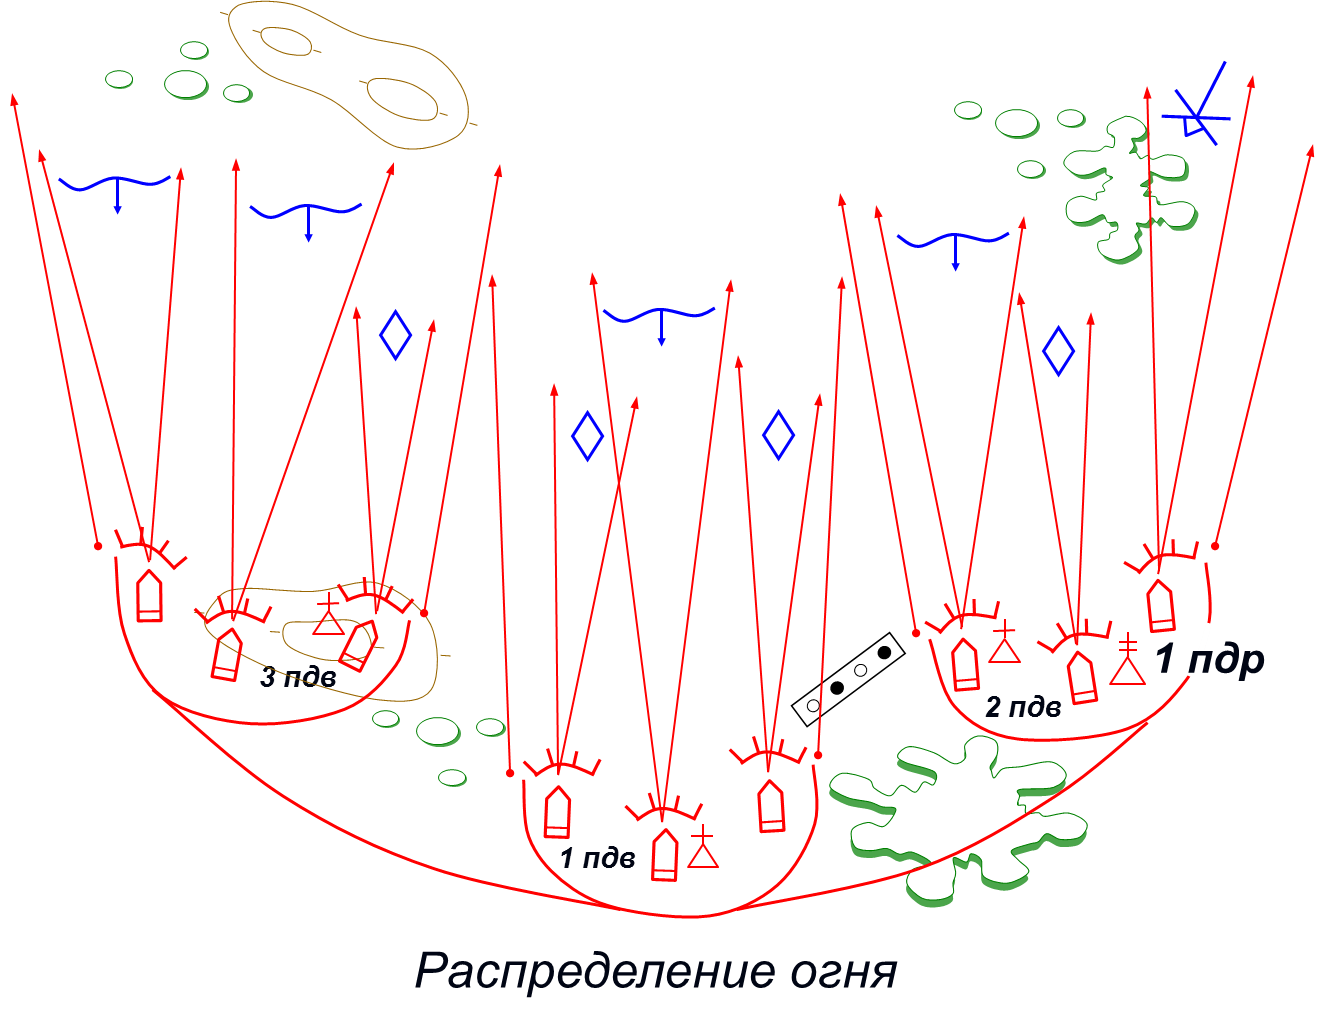 1 пдр
3 пдв
2 пдв
1 пдв
Распределение огня